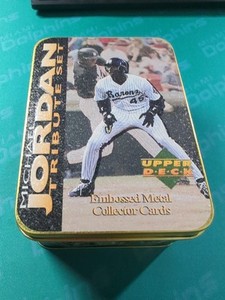 MICHAEL
JORDAN
TRIBUTE SET
Barons
45
UPPER
DECK
Embossed Metal
Collector Cards